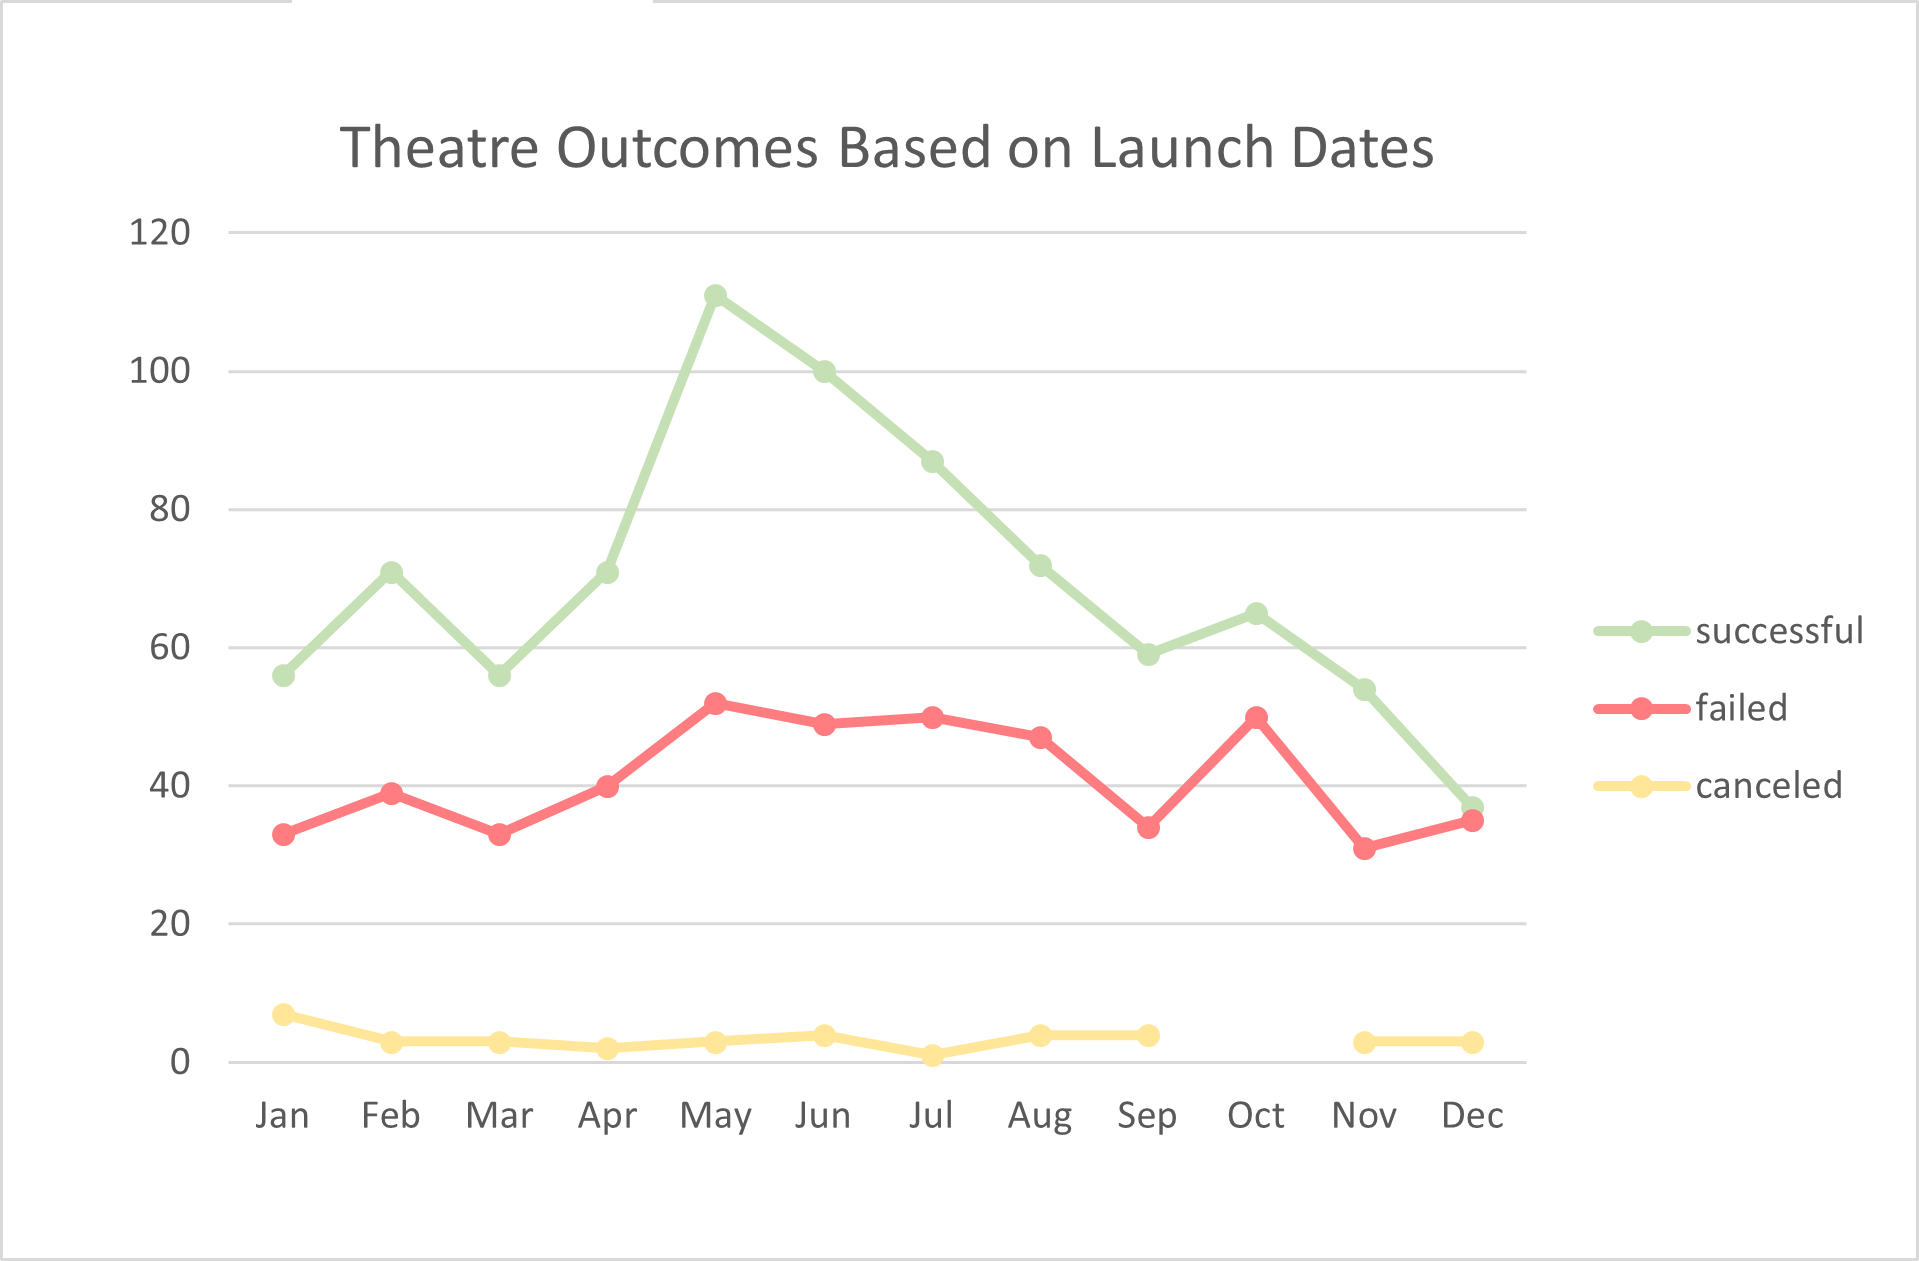 Theatre Outcomes Based on Launch Dates
120
100
80
60
40
20
0
Jan Feb Mar Apr May Jun Jul Aug Sep Oct Nov Dec
successful
failed
canceled